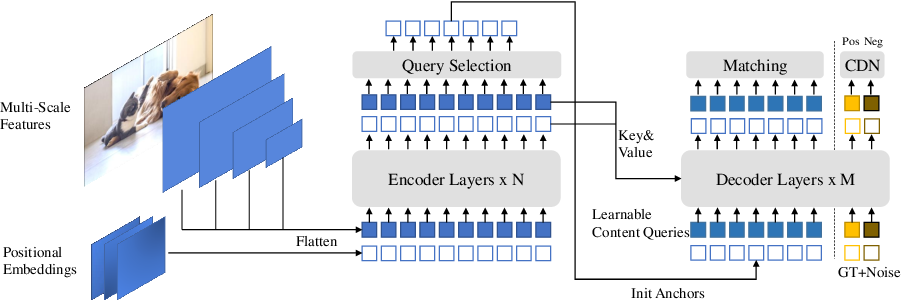 Multi-Scale
Features
Positional
Embeddings
Flatten
Query Selection
Encoder Layers x N
Key&
Value
Learnable
Content Queries
Init Anchors
Matching
Decoder Layers x M
Pos Neg
CDN
GT+Noise